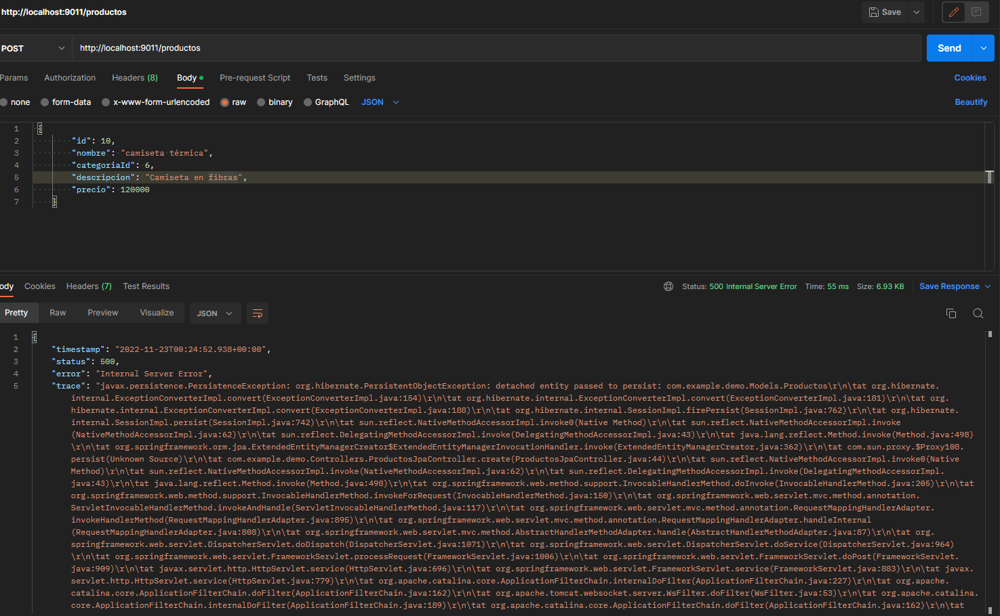 http://localhost:9011/productos
Save
POST
http://localhost:9011/productos
Send
Params Authorization Headers (8) Body Pre-request Script Tests Settings Cookies
none form-data x-www-form-urlencoded raw binary GraphQL JSON Beautify
1 {
2 "id": 10,
3 "nombre": "camiseta térmica",
4 "categoriaId": 6,
5 "descripcion": "Camiseta en fibras",
6 "precio": 120000
7 }
ody Cookies Headers (7) Test Results Status: 500 Internal Server Error Time: 55 ms Size: 6.93 KB Save Response
Pretty Raw Preview Visualize JSON
1 {
2 "timestamp": "2022-11-23T00:24:52.938+00:00",
3 "status": 500,
4 "error": "Internal Server Error",
5 "trace": "javax.persistence.PersistenceException: org.hibernate.PersistentObjectException: detached entity passed to persist: com.example.demo.Models.Productos\r\n\tat org.hibernate.
internal.ExceptionConverterImpl.convert(ExceptionConverterImpl.java:154)\r\n\tat org.hibernate.internal.ExceptionConverterImpl.convert(ExceptionConverterImpl.java:181)\r\n\tat org.
hibernate.internal.ExceptionConverterImpl.convert(ExceptionConverterImpl.java:188)\r\n\tat org.hibernate.internal.SessionImpl.firePersist(SessionImpl.java:762)\r\n\tat org.hibernate.
internal.SessionImpl.persist(SessionImpl.java:742)\r\n\tat sun.reflect.NativeMethodAccessorImpl.invoke0(Native Method)\r\n\tat sun.reflect.NativeMethodAccessorImpl.invoke
(NativeMethodAccessorImpl.java:62)\r\n\tat sun.reflect.DelegatingMethodAccessorImpl.invoke(DelegatingMethodAccessorImpl.java:43)\r\n\tat java.lang.reflect.Method.invoke(Method.java:498)
\r\n\tat org.springframework.orm.jpa.ExtendedEntityManagerCreator$ExtendedEntityManagerInvocationHandler.invoke(ExtendedEntityManagerCreator.java:362)\r\n\tat com.sun.proxy.$Proxy108.
persist(Unknown Source)\r\n\tat com.example.demo.Controllers.ProductosJpaController.create(ProductosJpaController.java:44)\r\n\tat sun.reflect.NativeMethodAccessorImpl.invoke0(Native
Method)\r\n\tat sun.reflect.NativeMethodAccessorImpl.invoke(NativeMethodAccessorImpl.java:62)\r\n\tat sun.reflect.DelegatingMethodAccessorImpl.invoke(DelegatingMethodAccessorImpl.
java:43)\r\n\tat java.lang.reflect.Method.invoke(Method.java:498)\r\n\tat org.springframework.web.method.support.InvocableHandlerMethod.doInvoke(InvocableHandlerMethod.java:205)\r\n\tat
org.springframework.web.method.support.InvocableHandlerMethod.invokeForRequest(InvocableHandlerMethod.java:150)\r\n\tat org.springframework.web.servlet.mvc.method.annotation.
ServletInvocableHandlerMethod.invokeAndHandle(ServletInvocableHandlerMethod.java:117)\r\n\tat org.springframework.web.servlet.mvc.method.annotation.RequestMappingHandlerAdapter.
invokeHandlerMethod(RequestMappingHandlerAdapter.java:895)\r\n\tat org.springframework.web.servlet.mvc.method.annotation.RequestMappingHandlerAdapter.handleInternal
(RequestMappingHandlerAdapter.java:808)\r\n\tat org.springframework.web.servlet.mvc.method.AbstractHandlerMethodAdapter.handle(AbstractHandlerMethodAdapter.java:87)\r\n\tat org.
springframework.web.servlet.DispatcherServlet.doDispatch(DispatcherServlet.java:1071)\r\n\tat org.springframework.web.servlet.DispatcherServlet.doService(DispatcherServlet.java:964)
\r\n\tat org.springframework.web.servlet.FrameworkServlet.processRequest(FrameworkServlet.java:1006)\r\n\tat org.springframework.web.servlet.FrameworkServlet.doPost(FrameworkServlet.
java:909)\r\n\tat javax.servlet.http.HttpServlet.service(HttpServlet.java:696)\r\n\tat org.springframework.web.servlet.FrameworkServlet.service(FrameworkServlet.java:883)\r\n\tat javax.
servlet.http.HttpServlet.service(HttpServlet.java:779)\r\n\tat org.apache.catalina.core.ApplicationFilterChain.internalDoFilter(ApplicationFilterChain.java:227)\r\n\tat org.apache.
catalina.core.ApplicationFilterChain.doFilter(ApplicationFilterChain.java:162)\r\n\tat org.apache.tomcat.websocket.server.WsFilter.doFilter(WsFilter.java:53)\r\n\tat org.apache.catalina.
core.ApplicationFilterChain.internalDoFilter(ApplicationFilterChain.java:189)\r\n\tat org.apache.catalina.core.ApplicationFilterChain.doFilter(ApplicationFilterChain.java:162)\r\n\tat